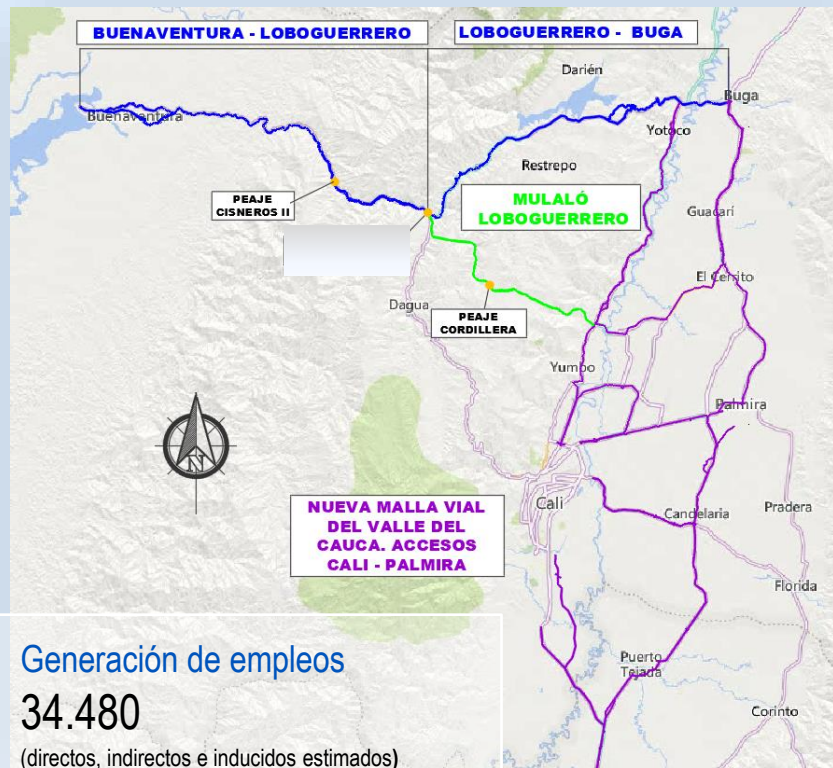 BUENAVENTURA - LOBOGUERRERO
LOBOGUERRERO - BUGA
Darién
Buga
Buenaventura
Yotoco
Restrepo
PEAJE
CISNEROS II
MULALÓ
LOBOGUERRERO
Guacarí
El Cerrito
Dagua
PEAJE
CORDILLERA
Yumbo
Palmira
N
NUEVA MALLA VIAL
DEL VALLE DEL
CAUCA. ACCESOS
CALI - PALMIRA
Cali
Candelaria
Pradera
Florida
Puerto
Tejada
Corinto
Generación de empleos
34.480
(directos, indirectos e inducidos estimados)